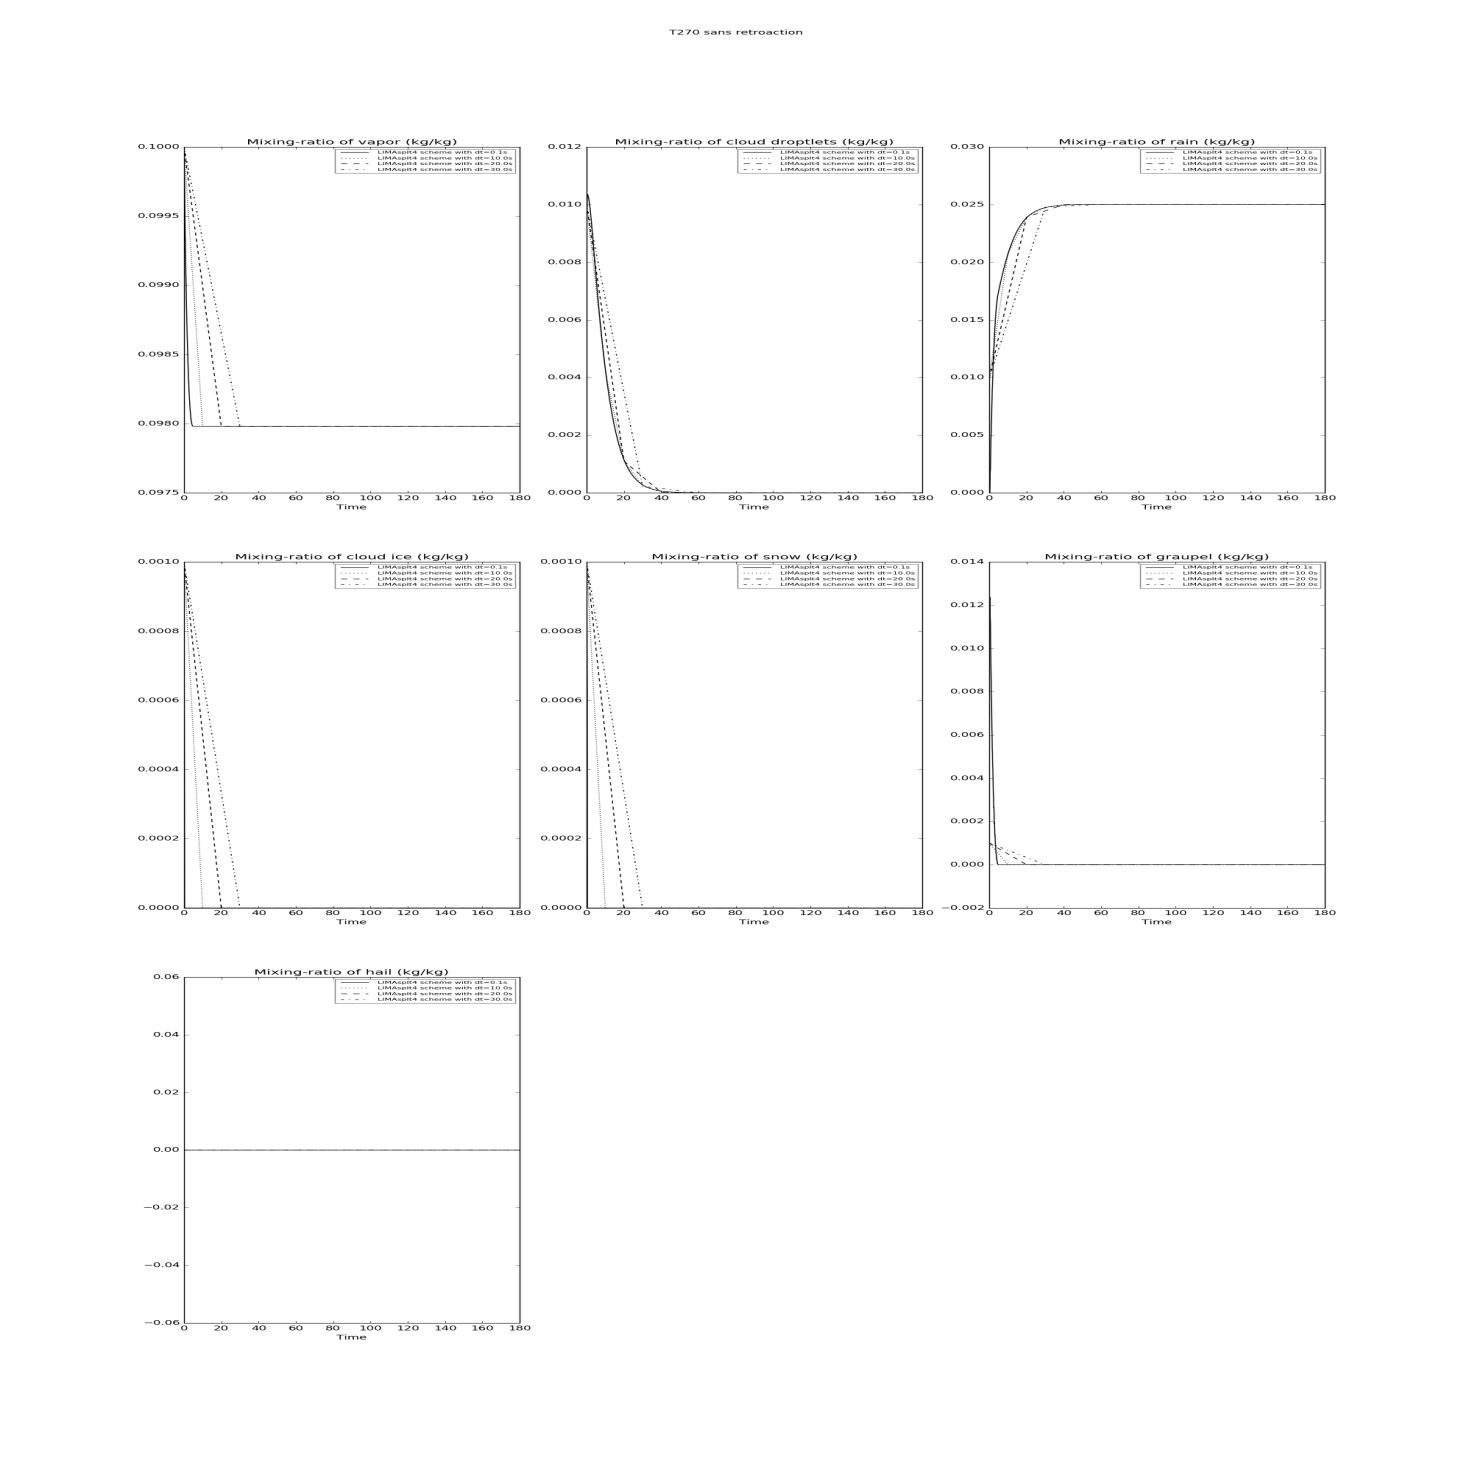 T270 sans retroaction
Mixing-ratio of vapor (kg/kg)
0.1000
0.0995
0.0990
0.0985
0.0980
0.0975
LIMAsplt4 scheme with dt=0.1s
LIMAsplt4 scheme with dt=10.0s
LIMAsplt4 scheme with dt=20.0s
LIMAsplt4 scheme with dt=30.0s
0 20 40 60 80 100 120 140 160 180
Time
Mixing-ratio of cloud droptlets (kg/kg)
0.012
0.010
0.008
0.006
0.004
0.002
0.000
LIMAsplt4 scheme with dt=0.1s
LIMAsplt4 scheme with dt=10.0s
LIMAsplt4 scheme with dt=20.0s
LIMAsplt4 scheme with dt=30.0s
0 20 40 60 80 100 120 140 160 180
Time
Mixing-ratio of rain (kg/kg)
0.030
0.025
0.020
0.015
0.010
0.005
0.000
LIMAsplt4 scheme with dt=0.1s
LIMAsplt4 scheme with dt=10.0s
LIMAsplt4 scheme with dt=20.0s
LIMAsplt4 scheme with dt=30.0s
0 20 40 60 80 100 120 140 160 180
Time
Mixing-ratio of cloud ice (kg/kg)
0.0010
0.0008
0.0006
0.0004
0.0002
0.0000
LIMAsplt4 scheme with dt=0.1s
LIMAsplt4 scheme with dt=10.0s
LIMAsplt4 scheme with dt=20.0s
LIMAsplt4 scheme with dt=30.0s
0 20 40 60 80 100 120 140 160 180
Time
Mixing-ratio of snow (kg/kg)
0.0010
0.0008
0.0006
0.0004
0.0002
0.0000
LIMAsplt4 scheme with dt=0.1s
LIMAsplt4 scheme with dt=10.0s
LIMAsplt4 scheme with dt=20.0s
LIMAsplt4 scheme with dt=30.0s
0 20 40 60 80 100 120 140 160 180
Time
Mixing-ratio of graupel (kg/kg)
0.014
0.012
0.010
0.008
0.006
0.004
0.002
0.000
−0.002
LIMAsplt4 scheme with dt=0.1s
LIMAsplt4 scheme with dt=10.0s
LIMAsplt4 scheme with dt=20.0s
LIMAsplt4 scheme with dt=30.0s
0 20 40 60 80 100 120 140 160 180
Time
Mixing-ratio of hail (kg/kg)
0.06
0.04
0.02
0.00
−0.02
−0.04
−0.06
LIMAsplt4 scheme with dt=0.1s
LIMAsplt4 scheme with dt=10.0s
LIMAsplt4 scheme with dt=20.0s
LIMAsplt4 scheme with dt=30.0s
0 20 40 60 80 100 120 140 160 180
Time